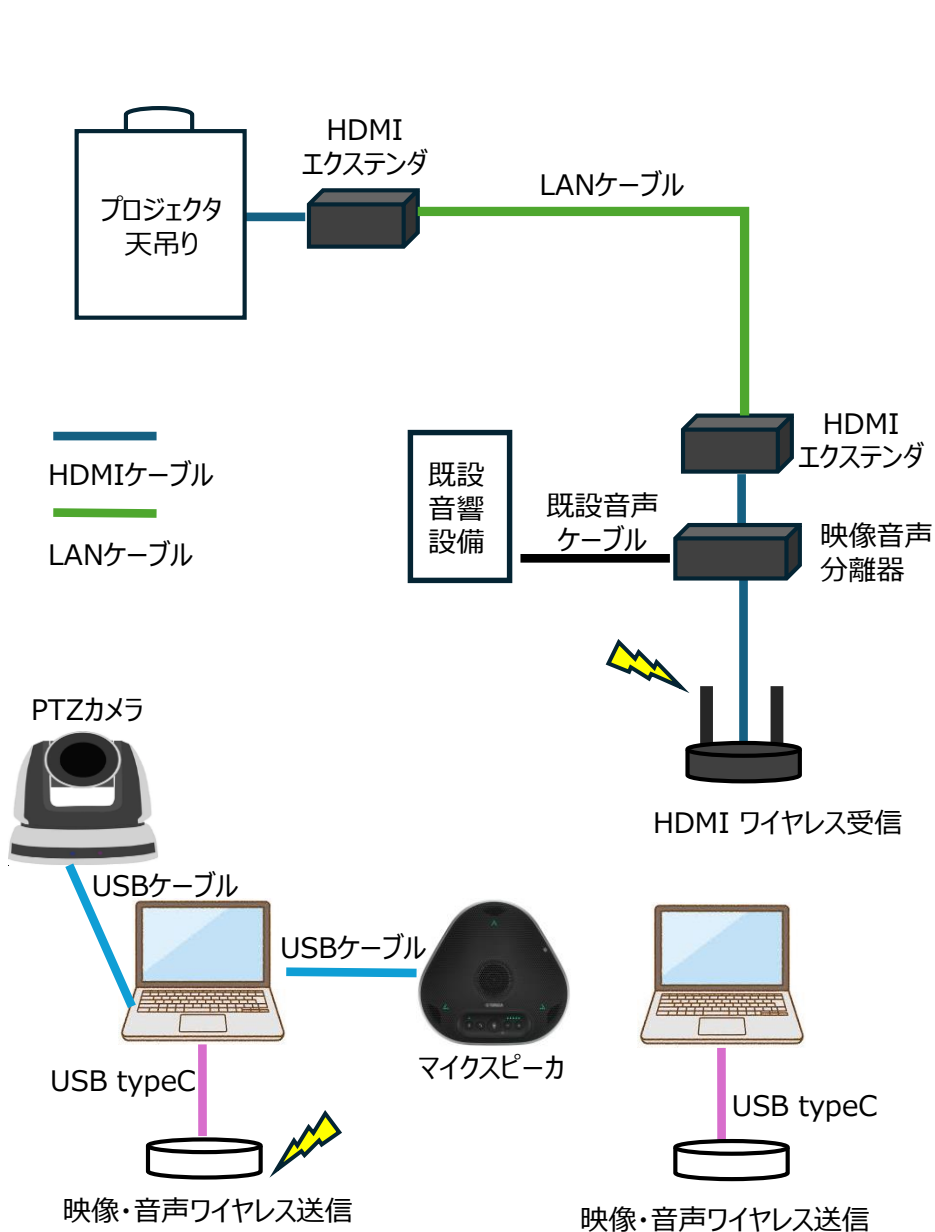 HDMI
エクステンダ
LANケーブル
プロジェクタ
天吊り
HDMI
エクステンダ
HDMIケーブル
既設
音響
設備
既設音声
ケーブル
映像音声
分離器
LANケーブル
PTZカメラ
HDMI ワイヤレス受信
USBケーブル
USBケーブル
マイクスピーカ
USB typeC
USB typeC
映像・音声ワイヤレス送信
映像・音声ワイヤレス送信